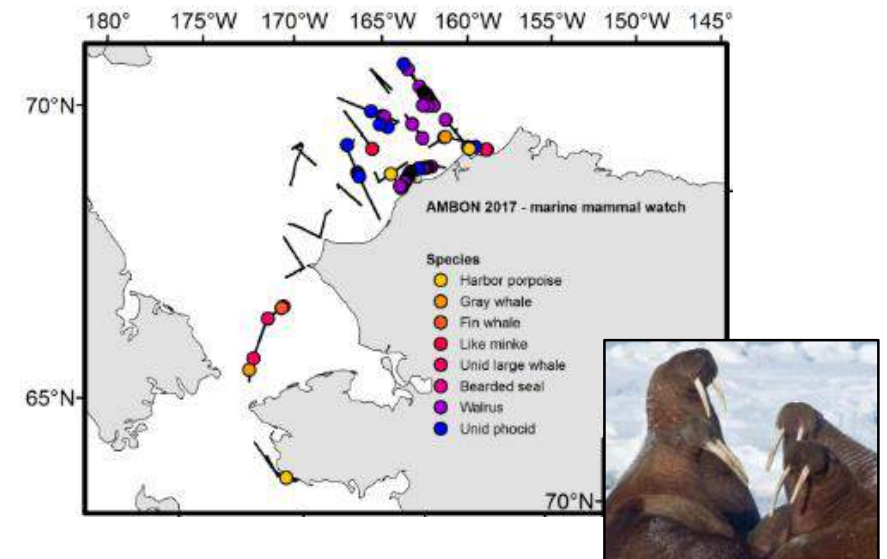 180° 175°W 170°W 165°W 160°W 155°W 150°W 145°
70°N
AMBON 2017 - marine mammal watch
Species
Harbor porpoise
Gray whale
Fin whale
Like minke
Unid large whale
Bearded seal
Walrus
Unid phocid
65°N
70°N